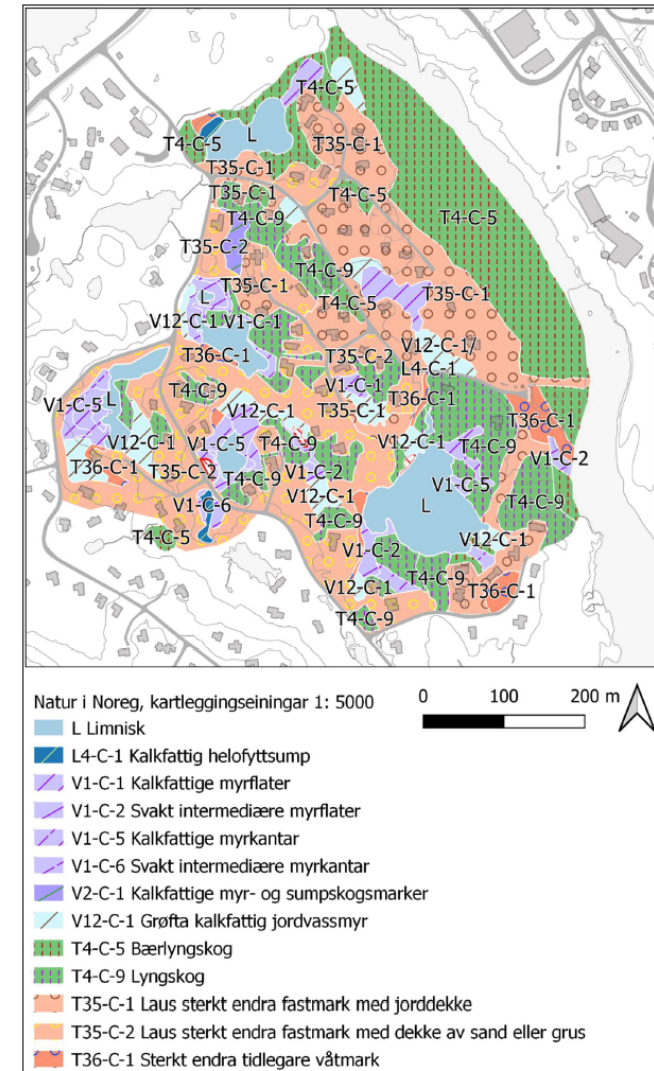 T4-C-5
L
T4-C-5
T35-C-1
T35-C-1
T35-C-1
T4-C-5
T4-C-9
T4-C-5
T35-C-2
T4-C-9
T35-C-1
T35-C-1
L
T4-C-5
V12-C-1
V1-C-1
V12-C-1/
L4-C-1
T36-C-1
T35-C-2
T4-C-9
V1-C-1
T36-C-1
V1-C-5
L
T35-C-1
V12-C-1
T36-C-1
V12-C-1
V1-C-5
T4-C-9
V12-C-1
T4-C-9
V1-C-2
T36-C-1
T35-C-2
T4-C-9
V1-C-2
V1-C-5
V12-C-1
T4-C-9
V1-C-6
L
T4-C-9
T4-C-5
V1-C-2
V12-C-1
T4-C-9
V12-C-1
T36-C-1
T4-C-9
Natur i Noreg, kartleggingseiningar 1: 5000
0 100 200 m
L Limnisk
L4-C-1 Kalkfattig helofyttsump
V1-C-1 Kalkfattige myrflater
V1-C-2 Svakt intermediære myrflater
V1-C-5 Kalkfattige myrkantar
V1-C-6 Svakt intermediære myrkantar
V2-C-1 Kalkfattige myr- og sumpskogsmarker
V12-C-1 Grøfta kalkfattig jordvassmyr
T4-C-5 Bærlyngskog
T4-C-9 Lyngskog
T35-C-1 Laus sterkt endra fastmark med jorddekke
T35-C-2 Laus sterkt endra fastmark med dekke av sand eller grus
T36-C-1 Sterkt endra tidlegare våtmark